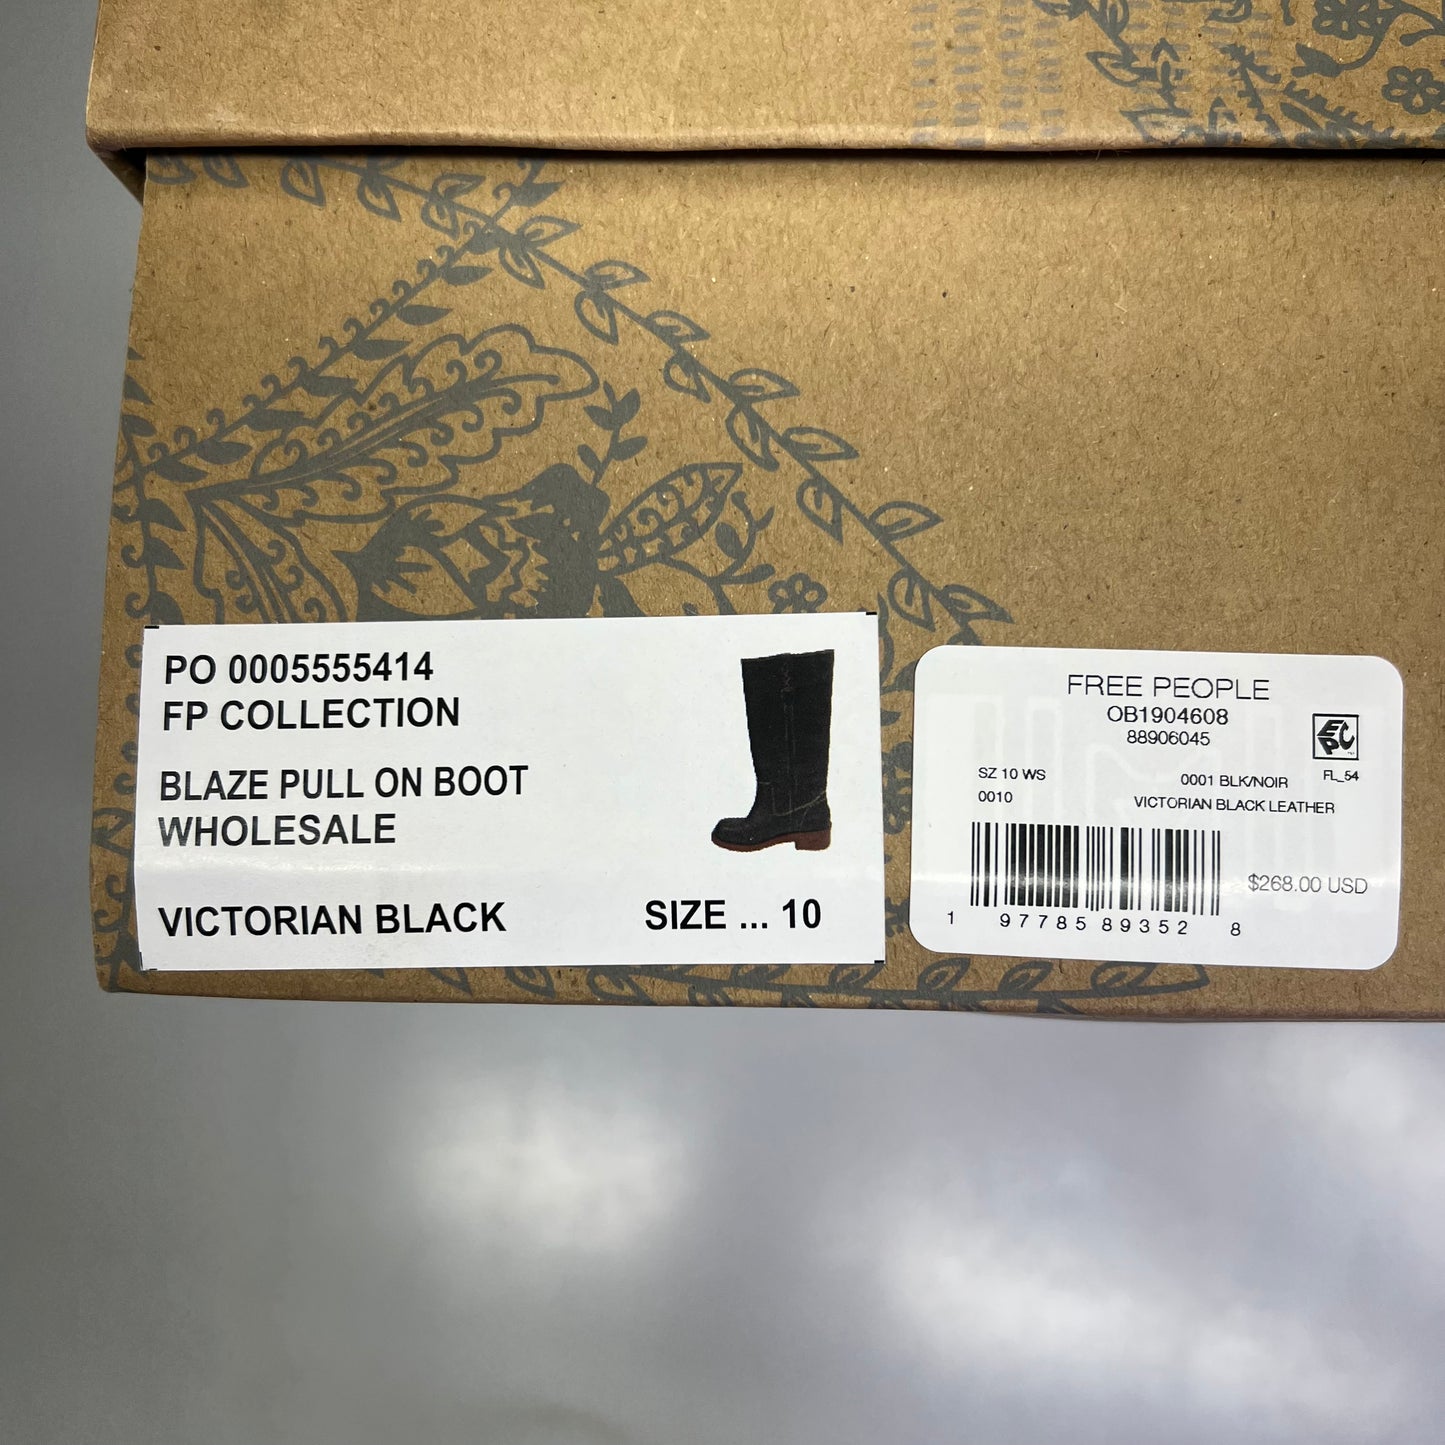 PO 0005555414
FP COLLECTION
BLAZE PULL ON BOOT
WHOLESALE
VICTORIAN BLACK SIZE ... 10
FREE PEOPLE
OB1904608
88906045
EPC
FL_54
SZ 10 WS 0001 BLK/NOIR
0010 VICTORIAN BLACK LEATHER
$268.00 USD
1 97785 89352 8